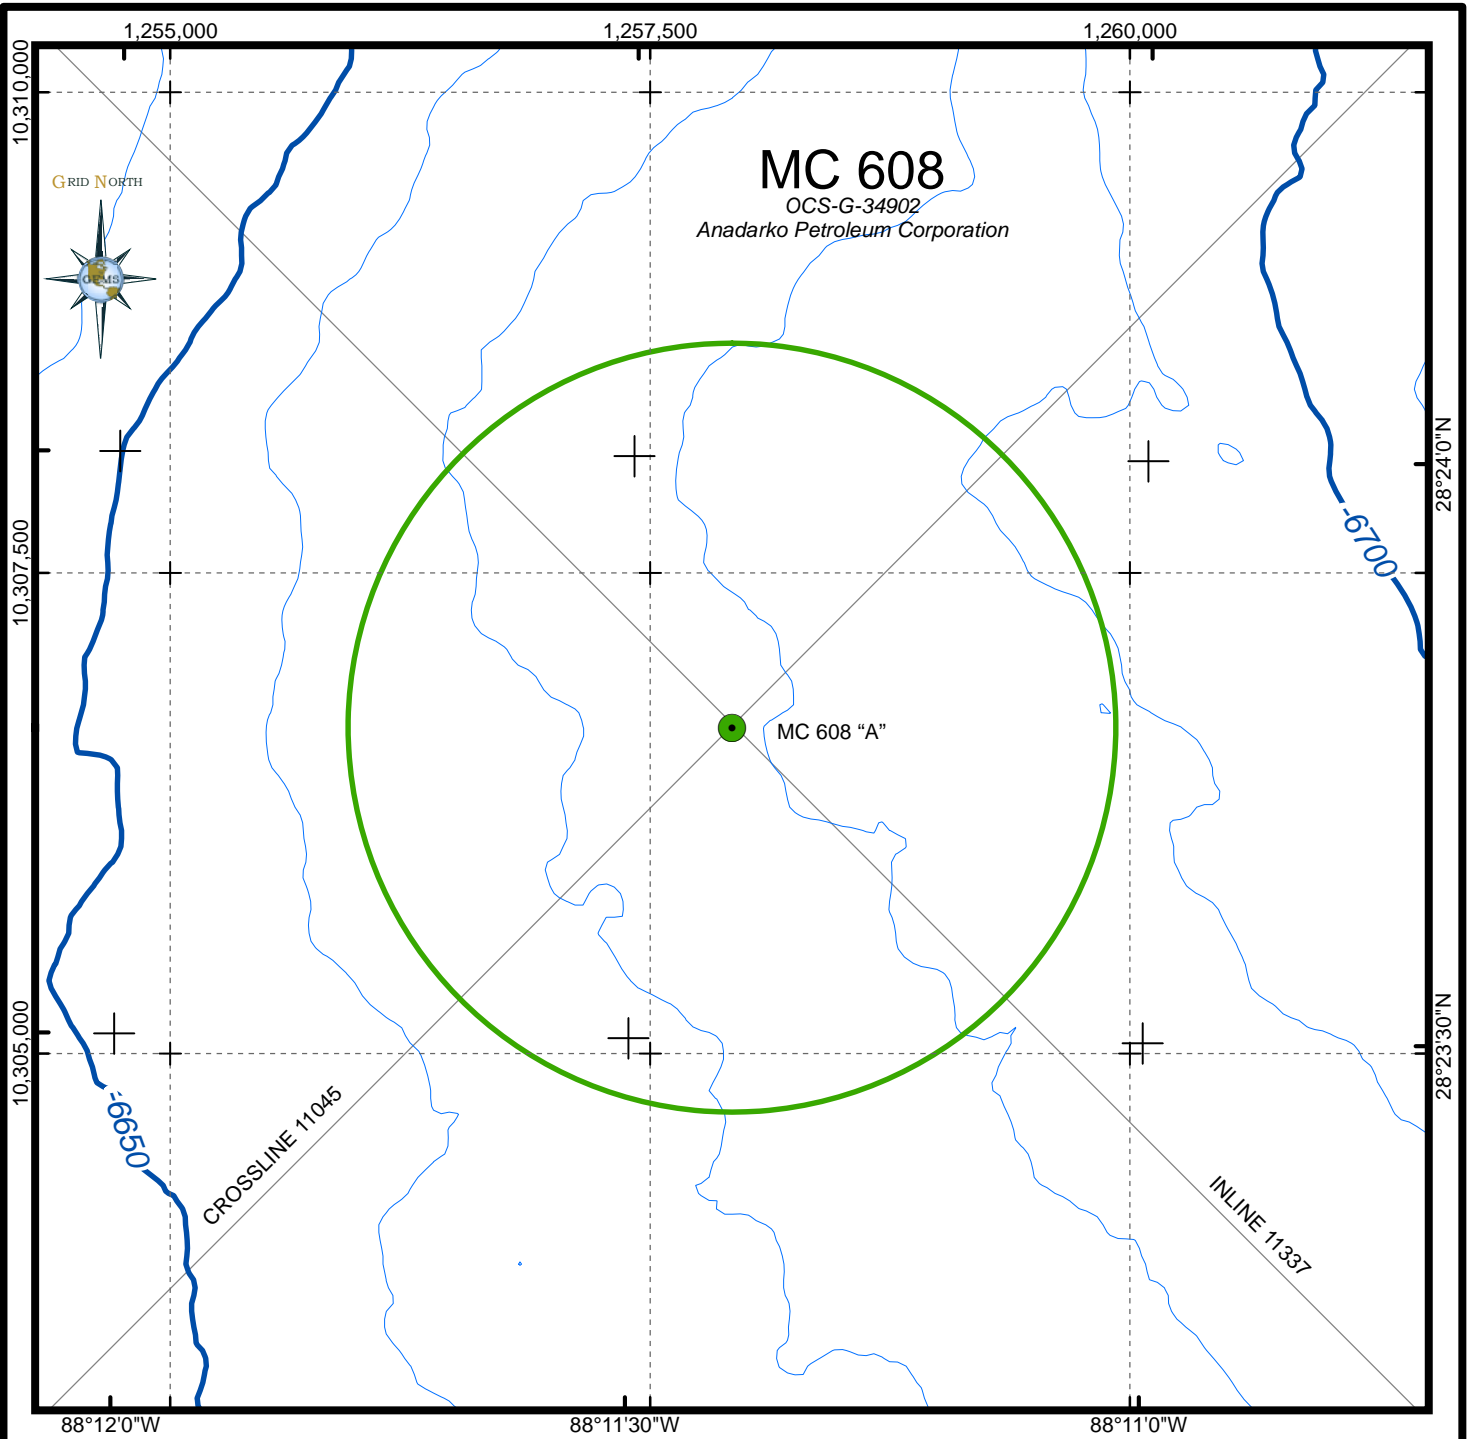 1,255,000
1,257,500
1,260,000
10,310,000
MC 608
OCS-G-34902
Anadarko Petroleum Corporation
GRID NORTH
GEMS
28°24'0"N
-6700
10,307,500
MC 608 “A”
10,305,000
28°23'30"N
-6650
CROSSLINE 11045
INLINE 11337
88°12'0"W
88°11'30"W
88°11'0"W